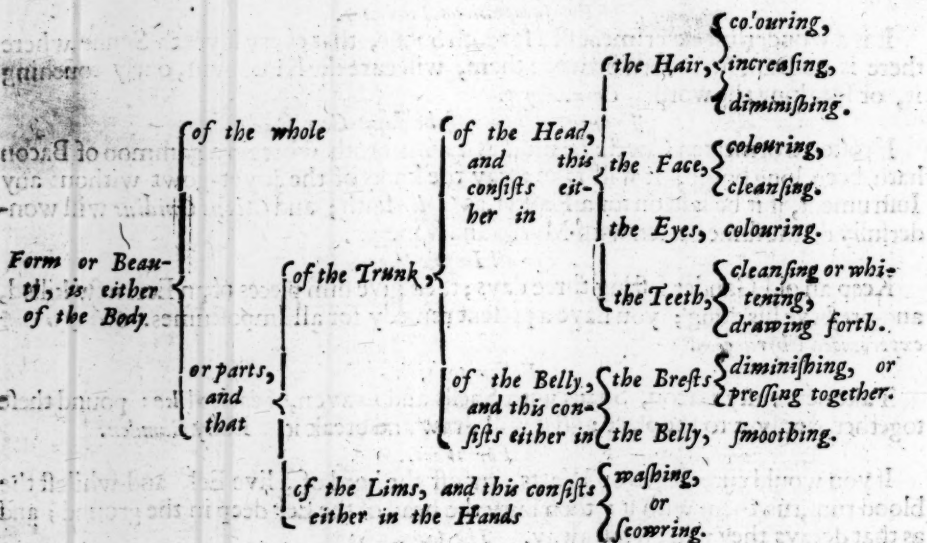 Form or Beau-
ty, is either
of the Body
of the whole
or parts,
and
that
of the Trunk,
of the Head,
and this
conſiſts eit-
her in
the Hair,
colouring,
increaſing,
diminiſhing.
the Face,
colouring,
cleanſing.
the Eyes, colouring.
the Teeth,
cleanſing or whi-
tening,
drawing forth.
of the Belly,
and this con-
ſiſts either in
the Breſts
diminiſhing, or
preſſing together.
the Belly, ſmoothing.
of the Lims, and this conſiſts
either in the Hands
waſhing,
or
ſcowring.